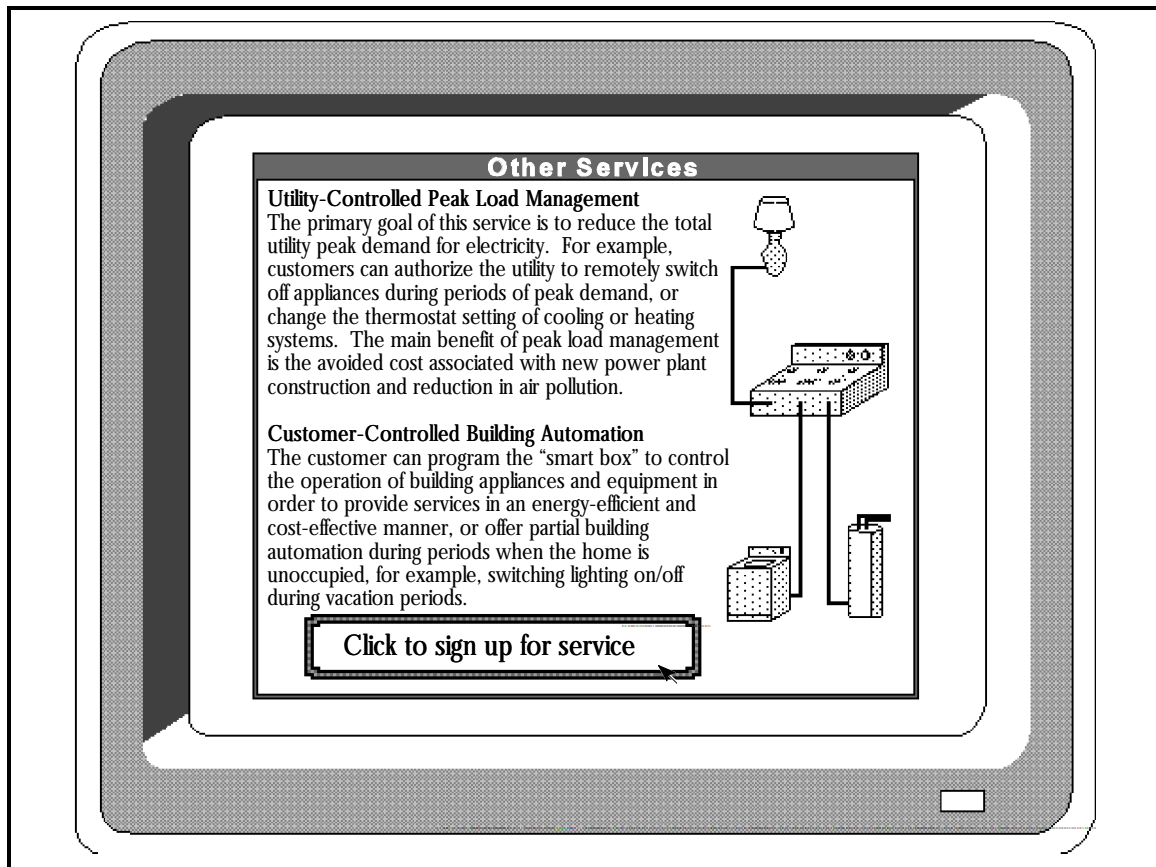 Other Services
Utility-Controlled Peak Load Management
The primary goal of this service is to reduce the total
utility peak demand for electricity.  For example,
customers can authorize the utility to remotely switch
off appliances during periods of peak demand, or
change the thermostat setting of cooling or heating
systems.  The main benefit of peak load management
is the avoided cost associated with new power plant
construction and reduction in air pollution.
Customer-Controlled Building Automation
The customer can program the “smart box” to control
the operation of building appliances and equipment in
order to provide services in an energy-efficient and
cost-effective manner, or offer partial building
automation during periods when the home is
unoccupied, for example, switching lighting on/off
during vacation periods.
Click to sign up for service